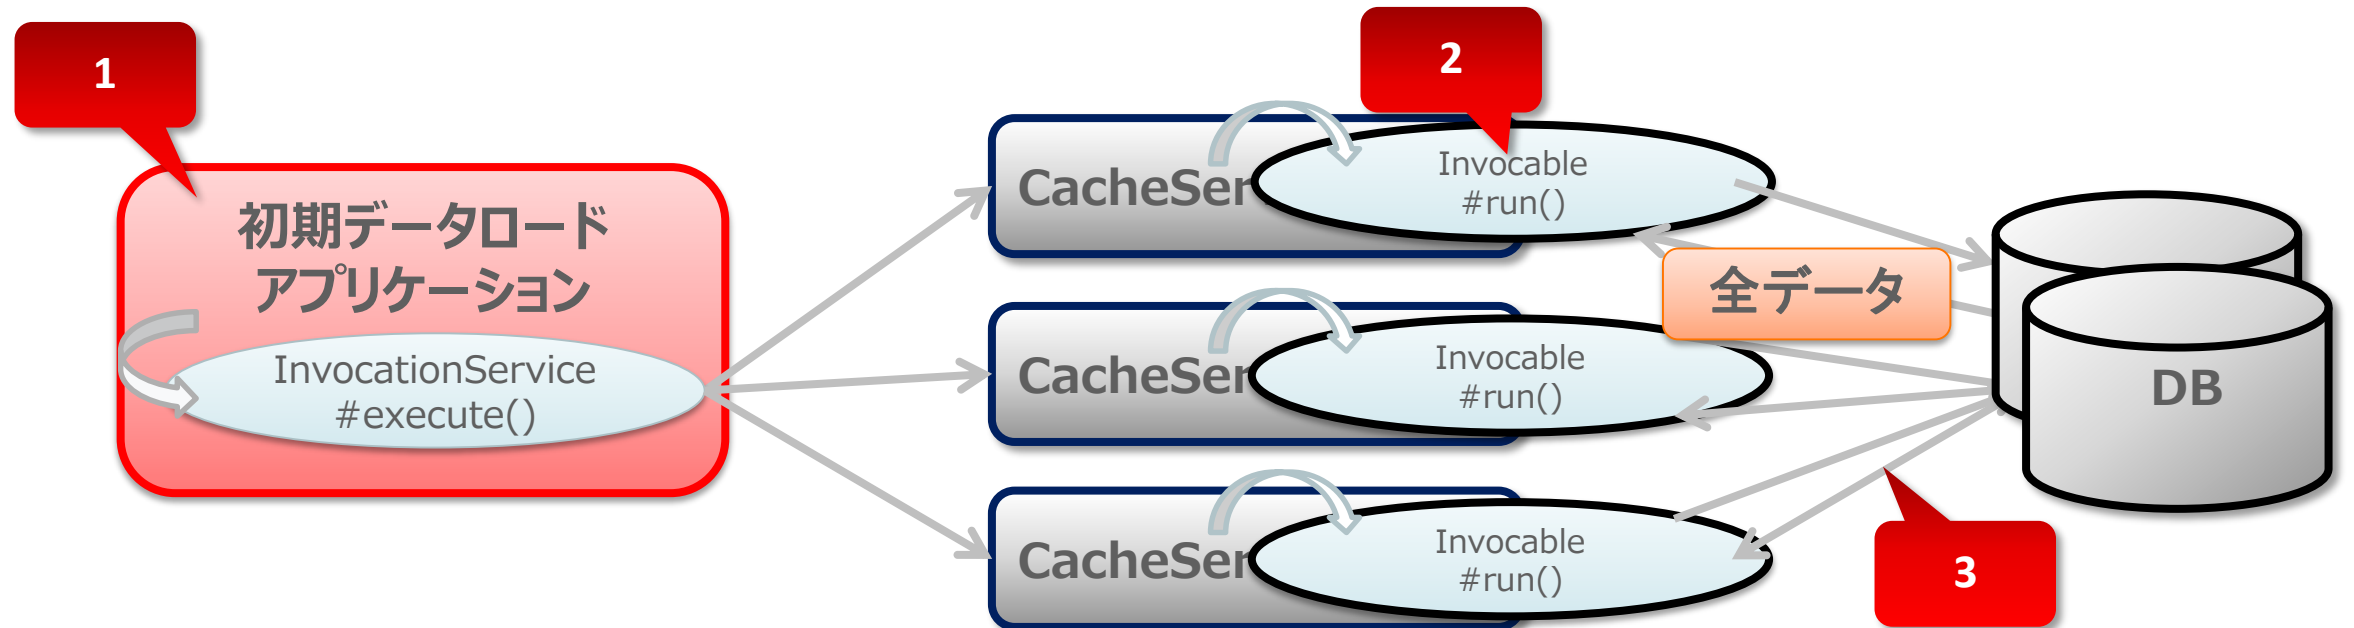 1
2
初期データロード
アプリケーション
InvocationService
#execute()
CacheSer
Invocable
#run()
全データ
CacheSer
Invocable
#run()
DB
CacheSer
Invocable
#run()
3